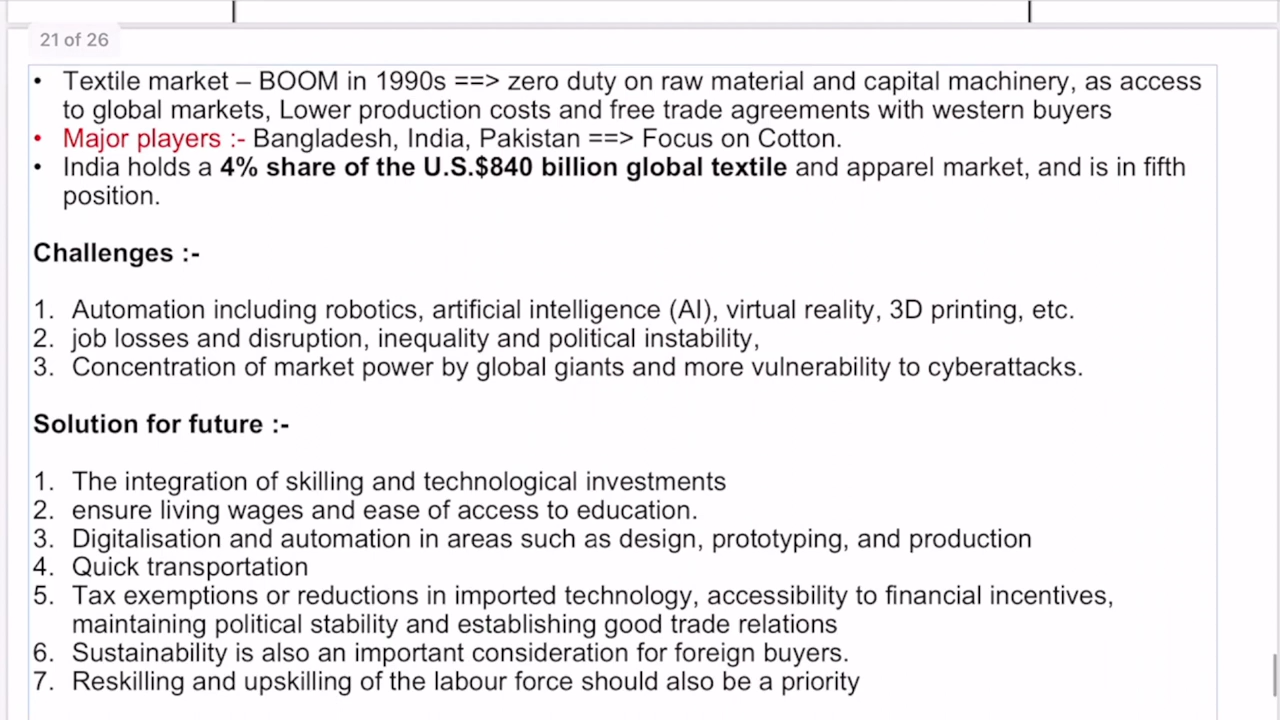 21 of 26
• Textile market – BOOM in 1990s ==> zero duty on raw material and capital machinery, as access
to global markets, Lower production costs and free trade agreements with western buyers
• Major players :- Bangladesh, India, Pakistan ==> Focus on Cotton.
• India holds a 4% share of the U.S.$840 billion global textile and apparel market, and is in fifth
position.
Challenges :-
1. Automation including robotics, artificial intelligence (AI), virtual reality, 3D printing, etc.
2. job losses and disruption, inequality and political instability,
3. Concentration of market power by global giants and more vulnerability to cyberattacks.
Solution for future :-
1. The integration of skilling and technological investments
2. ensure living wages and ease of access to education.
3. Digitalisation and automation in areas such as design, prototyping, and production
4. Quick transportation
5. Tax exemptions or reductions in imported technology, accessibility to financial incentives,
maintaining political stability and establishing good trade relations
6. Sustainability is also an important consideration for foreign buyers.
7. Reskilling and upskilling of the labour force should also be a priority